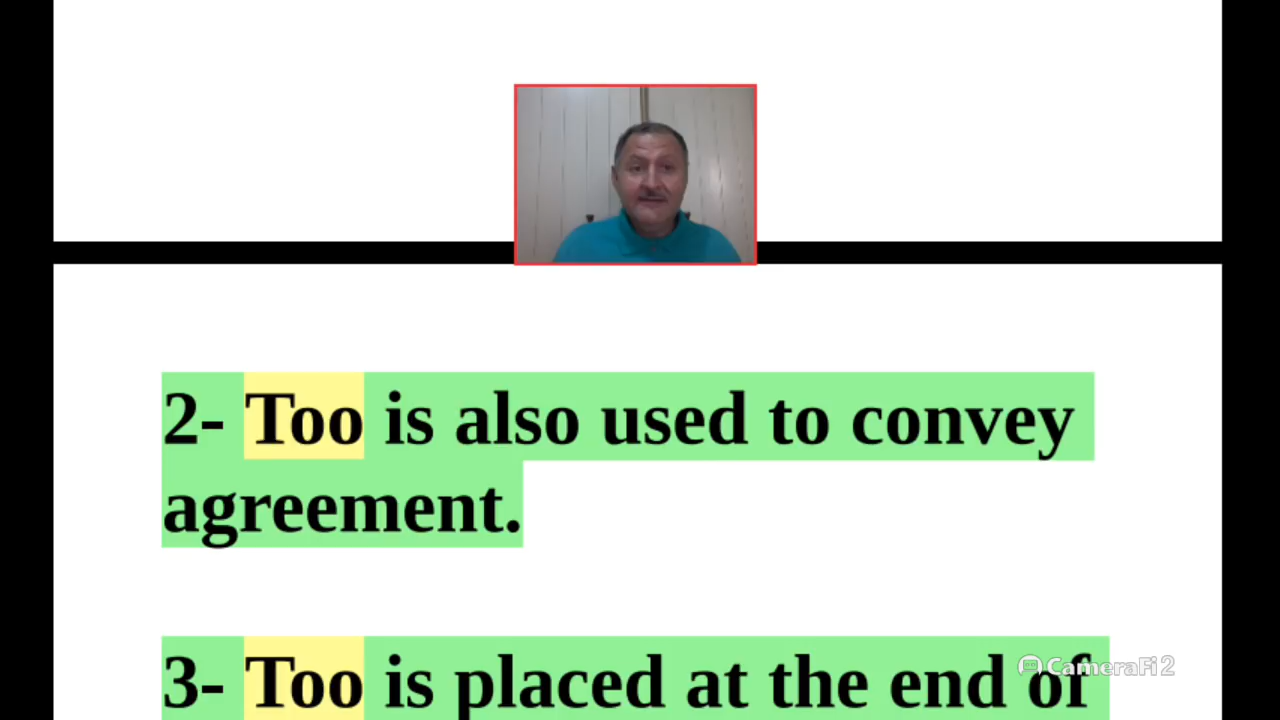 2- Too is also used to convey
agreement.
3- Too is placed at the end of
CameraFi2